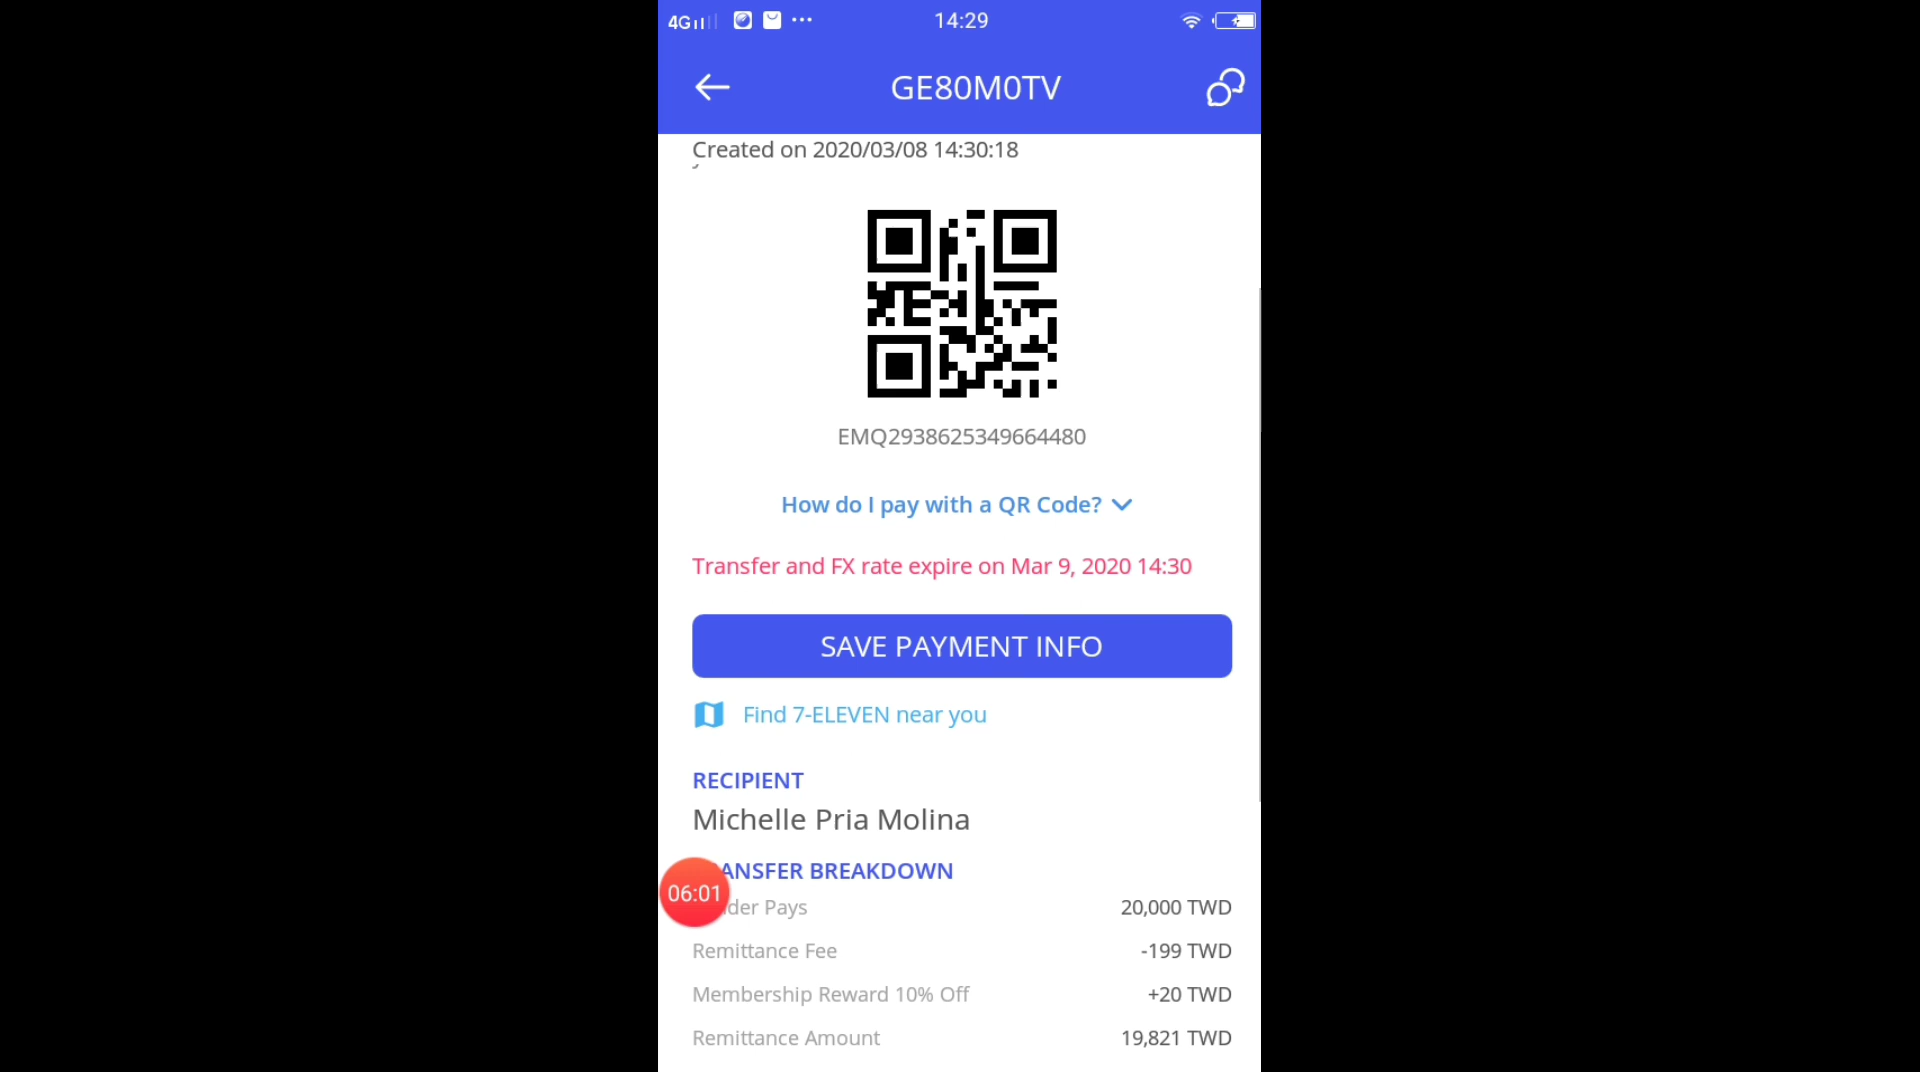 4G 14:29
GE80M0TV
Created on 2020/03/08 14:30:18
EMQ2938625349664480
How do I pay with a QR Code?
Transfer and FX rate expire on Mar 9, 2020 14:30
SAVE PAYMENT INFO
Find 7-ELEVEN near you
RECIPIENT
Michelle Pria Molina
ANSFER BREAKDOWN
06:01
der Pays 20,000 TWD
Remittance Fee -199 TWD
Membership Reward 10% Off +20 TWD
Remittance Amount 19,821 TWD